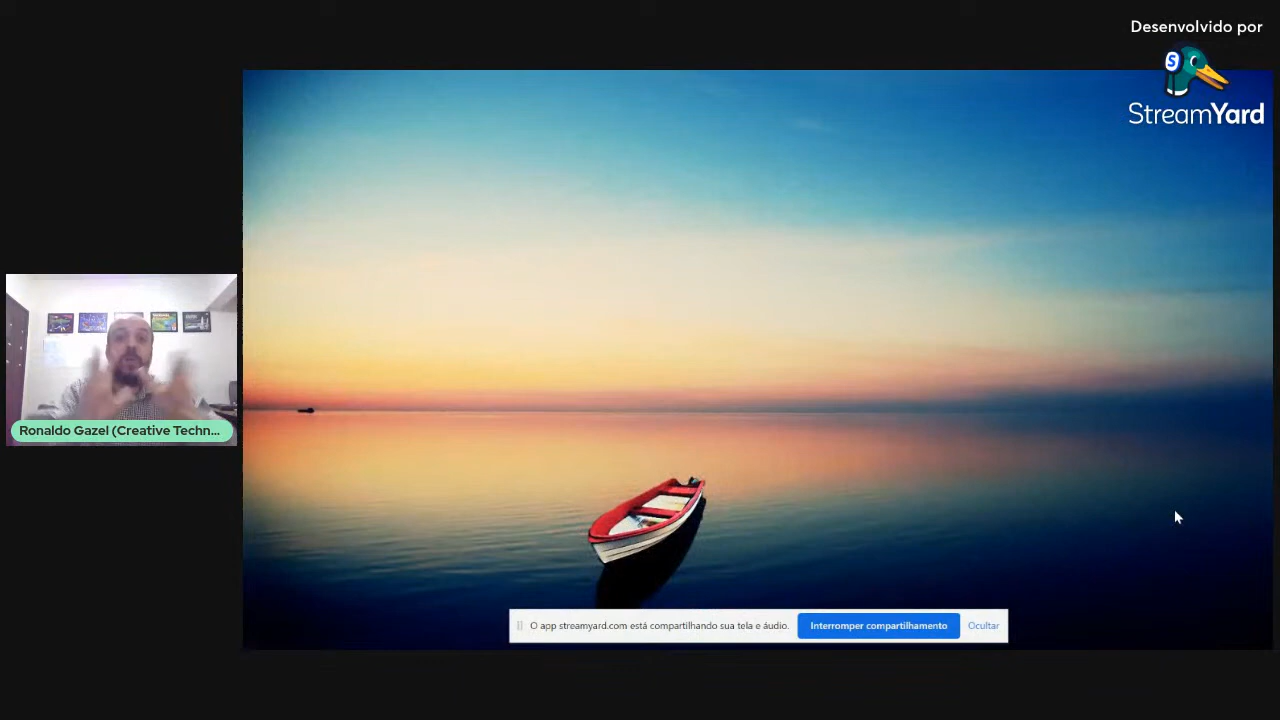 Desenvolvido por
StreamYard
Ronaldo Gazel (Creative Techn...
O app streamyard.com está compartilhando sua tela e áudio.
Interromper compartilhamento
Ocultar